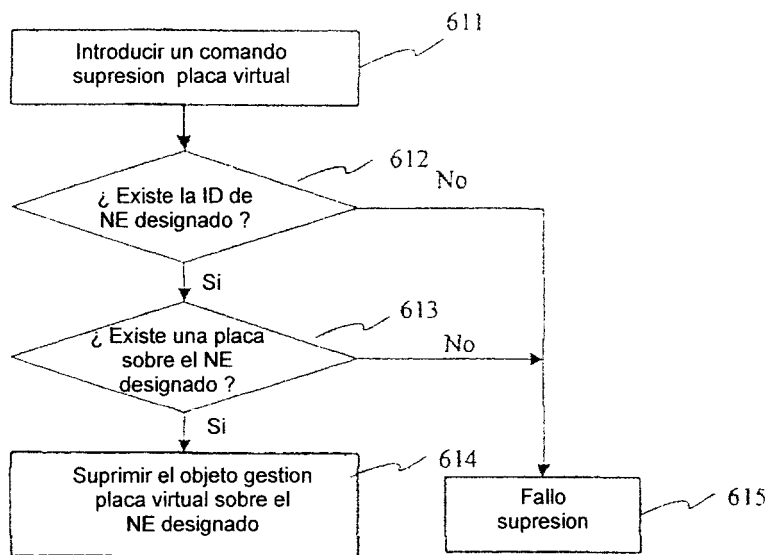 611
Introducir un comando
supresion placa virtual
612
No
¿ Existe la ID de
NE designado ?
Si
613
¿ Existe una placa
sobre el NE
designado ?
No
Si
614
Suprimir el objeto gestion
placa virtual sobre el
NE designado
Fallo
supresion
615